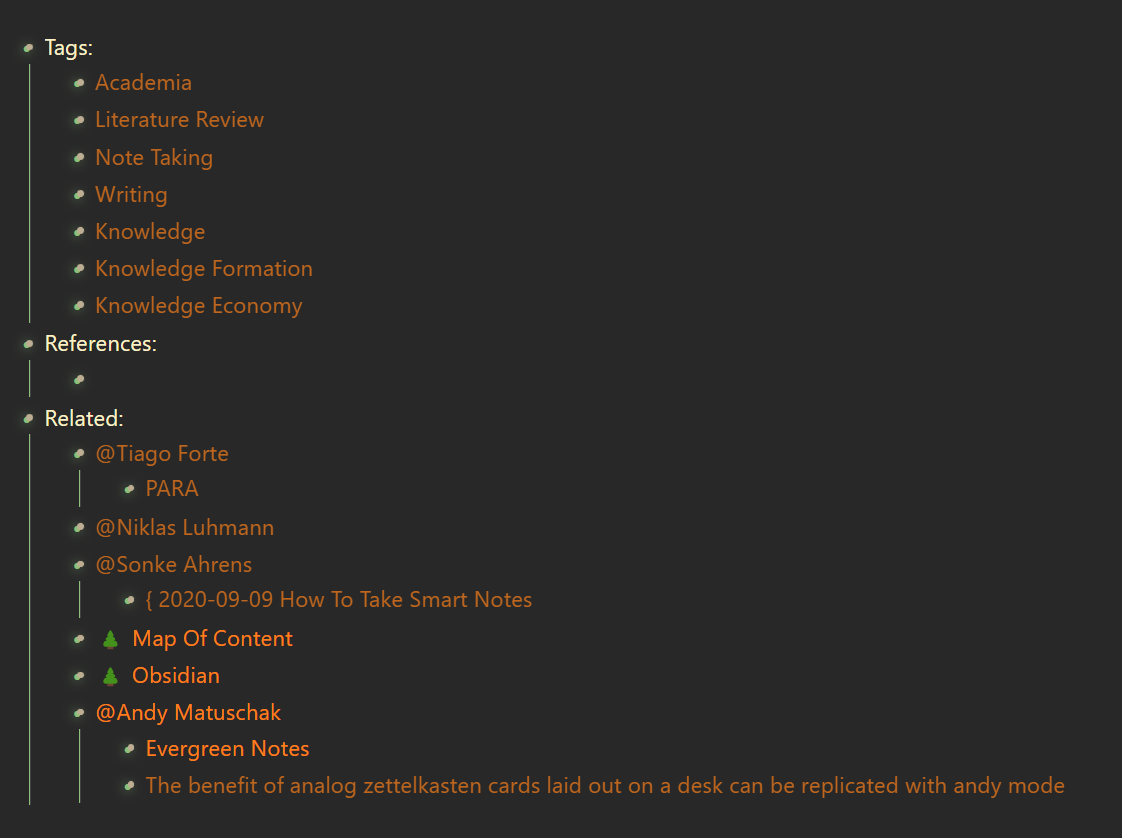 Tags:
Academia
Literature Review
Note Taking
Writing
Knowledge
Knowledge Formation
Knowledge Economy
References:
Related:
@Tiago Forte
PARA
@Niklas Luhmann
@Sonke Ahrens
{ 2020-09-09 How To Take Smart Notes
🌲 Map Of Content
🌲 Obsidian
@Andy Matuschak
Evergreen Notes
The benefit of analog zettelkasten cards laid out on a desk can be replicated with andy mode